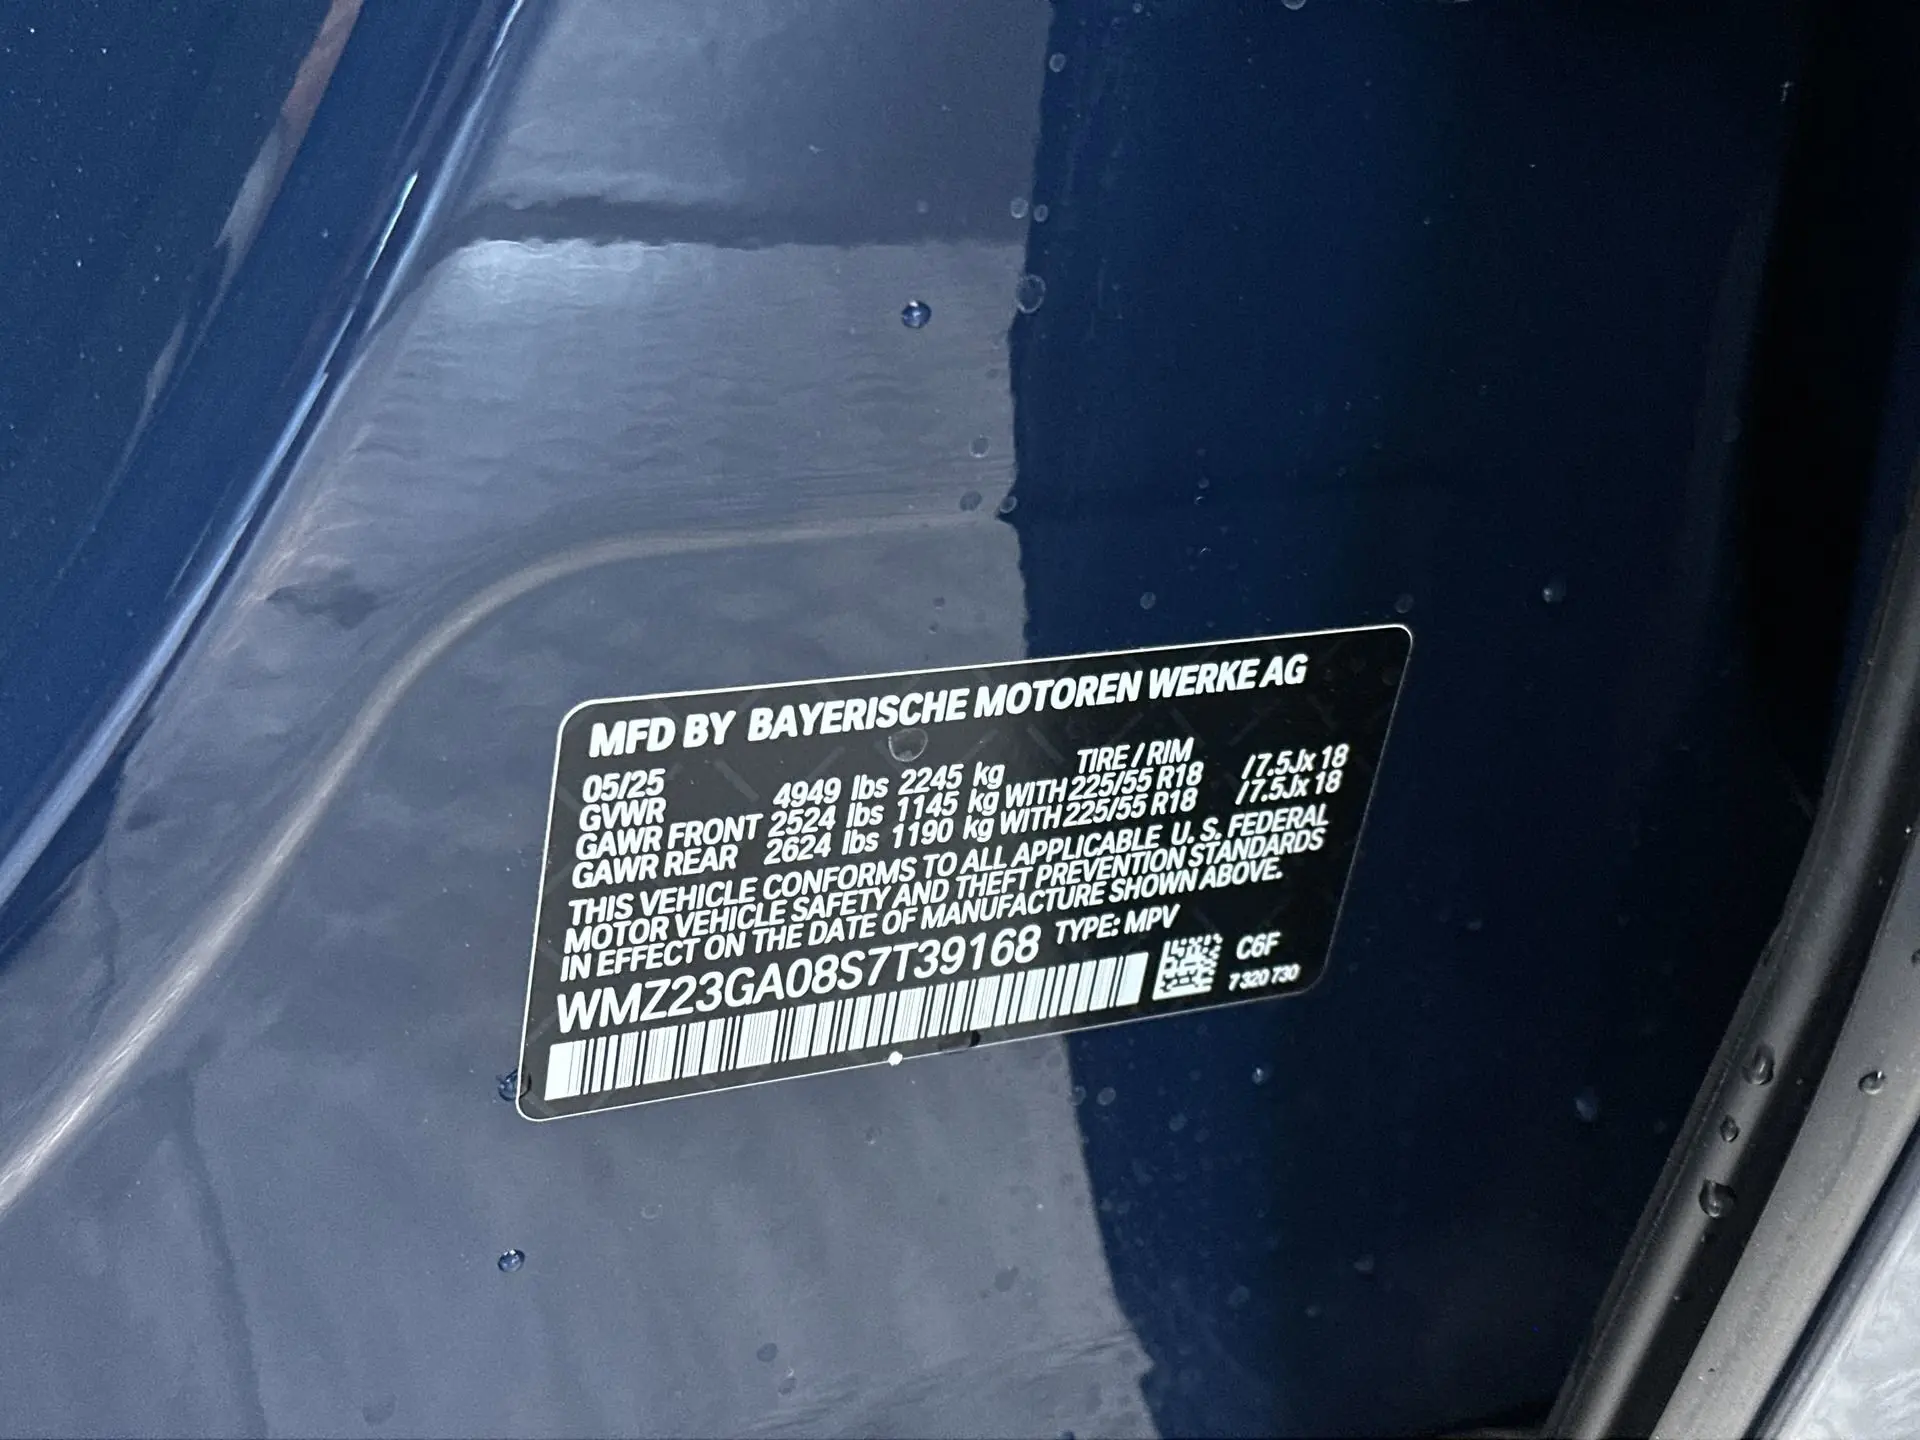 MFD BY BAYERISCHE MOTOREN WERKE AG
05/25 TIRE / RIM
GVWR 4949 lbs 2245 kg
GAWR FRONT 2524 lbs 1145 kg WITH 225/55 R18 /7.5Jx 18
GAWR REAR 2624 lbs 1190 kg WITH 225/55 R18 /7.5Jx 18
THIS VEHICLE CONFORMS TO ALL APPLICABLE U. S. FEDERAL
MOTOR VEHICLE SAFETY AND THEFT PREVENTION STANDARDS
IN EFFECT ON THE DATE OF MANUFACTURE SHOWN ABOVE.
WMZ23GA08S7T39168 TYPE: MPV
C6F
7 320 730